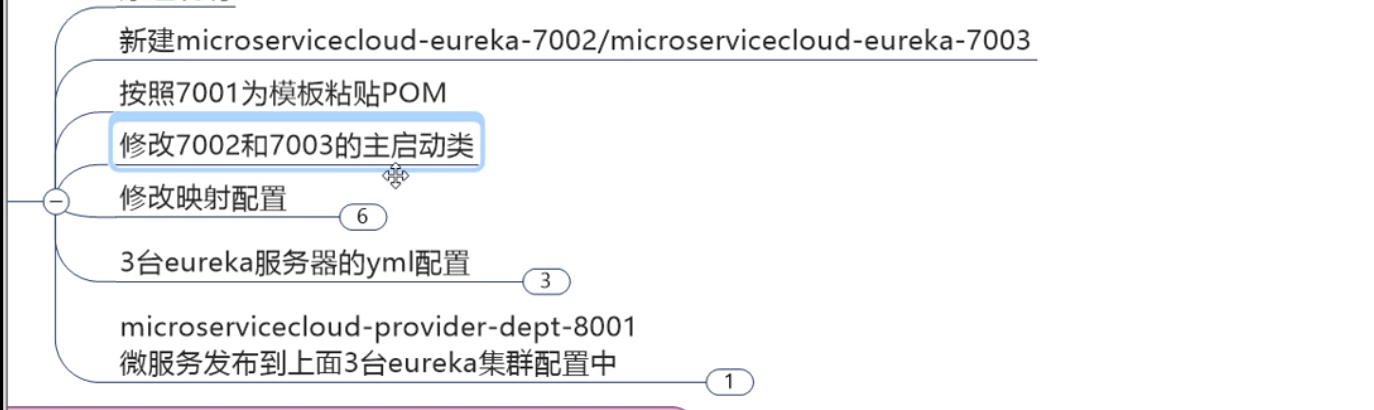 新建microservicecloud-eureka-7002/microservicecloud-eureka-7003
按照7001为模板粘贴POM
修改7002和7003的主启动类
修改映射配置
6
3台eureka服务器的yml配置
3
microservicecloud-provider-dept-8001
微服务发布到上面3台eureka集群配置中
1